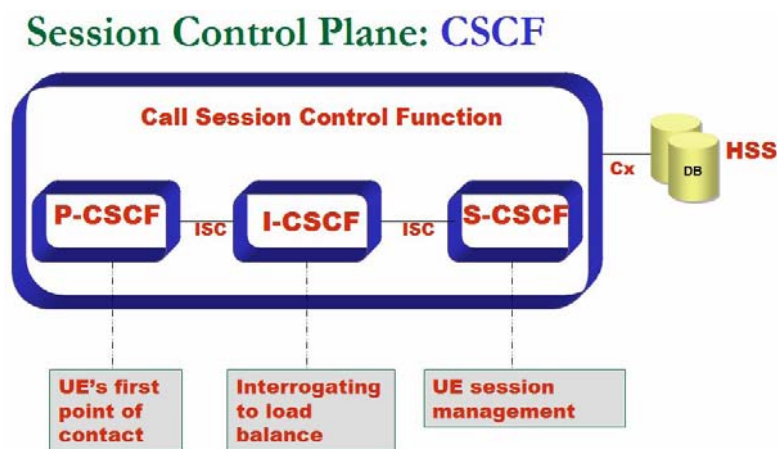 Session Control Plane: CSCF
Call Session Control Function
P-CSCF
ISC
I-CSCF
ISC
S-CSCF
Cx
DB
HSS
UE's first
point of
contact
Interrogating
to load
balance
UE session
management